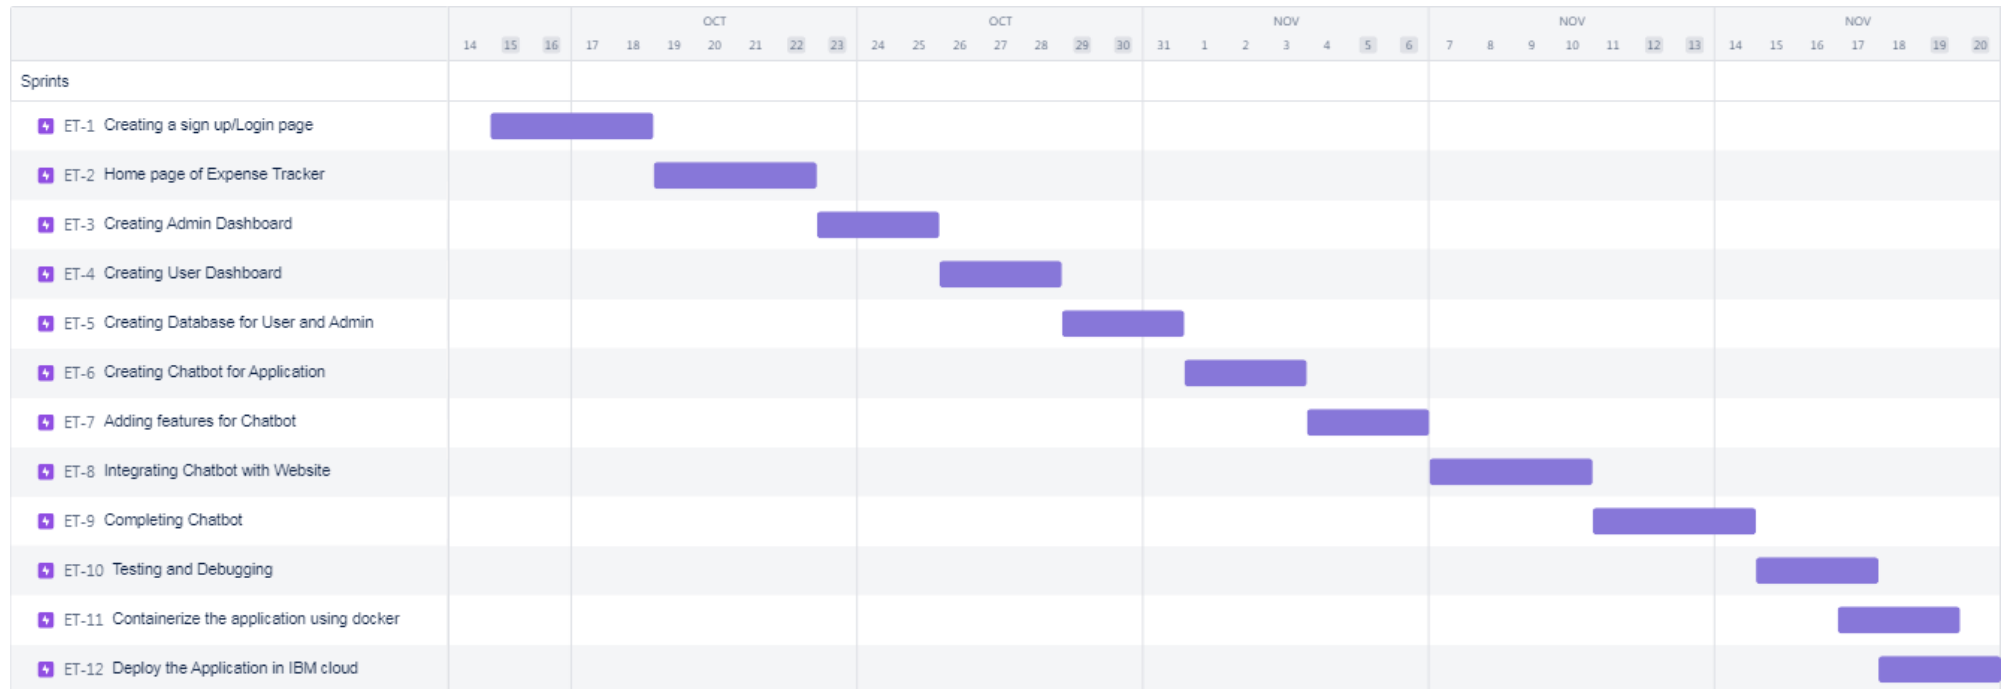 OCT OCT NOV NOV NOV
14 15 16 17 18 19 20 21 22 23 24 25 26 27 28 29 30 31 1 2 3 4 5 6 7 8 9 10 11 12 13 14 15 16 17 18 19 20
Sprints
ET-1 Creating a sign up/Login page
ET-2 Home page of Expense Tracker
ET-3 Creating Admin Dashboard
ET-4 Creating User Dashboard
ET-5 Creating Database for User and Admin
ET-6 Creating Chatbot for Application
ET-7 Adding features for Chatbot
ET-8 Integrating Chatbot with Website
ET-9 Completing Chatbot
ET-10 Testing and Debugging
ET-11 Containerize the application using docker
ET-12 Deploy the Application in IBM cloud